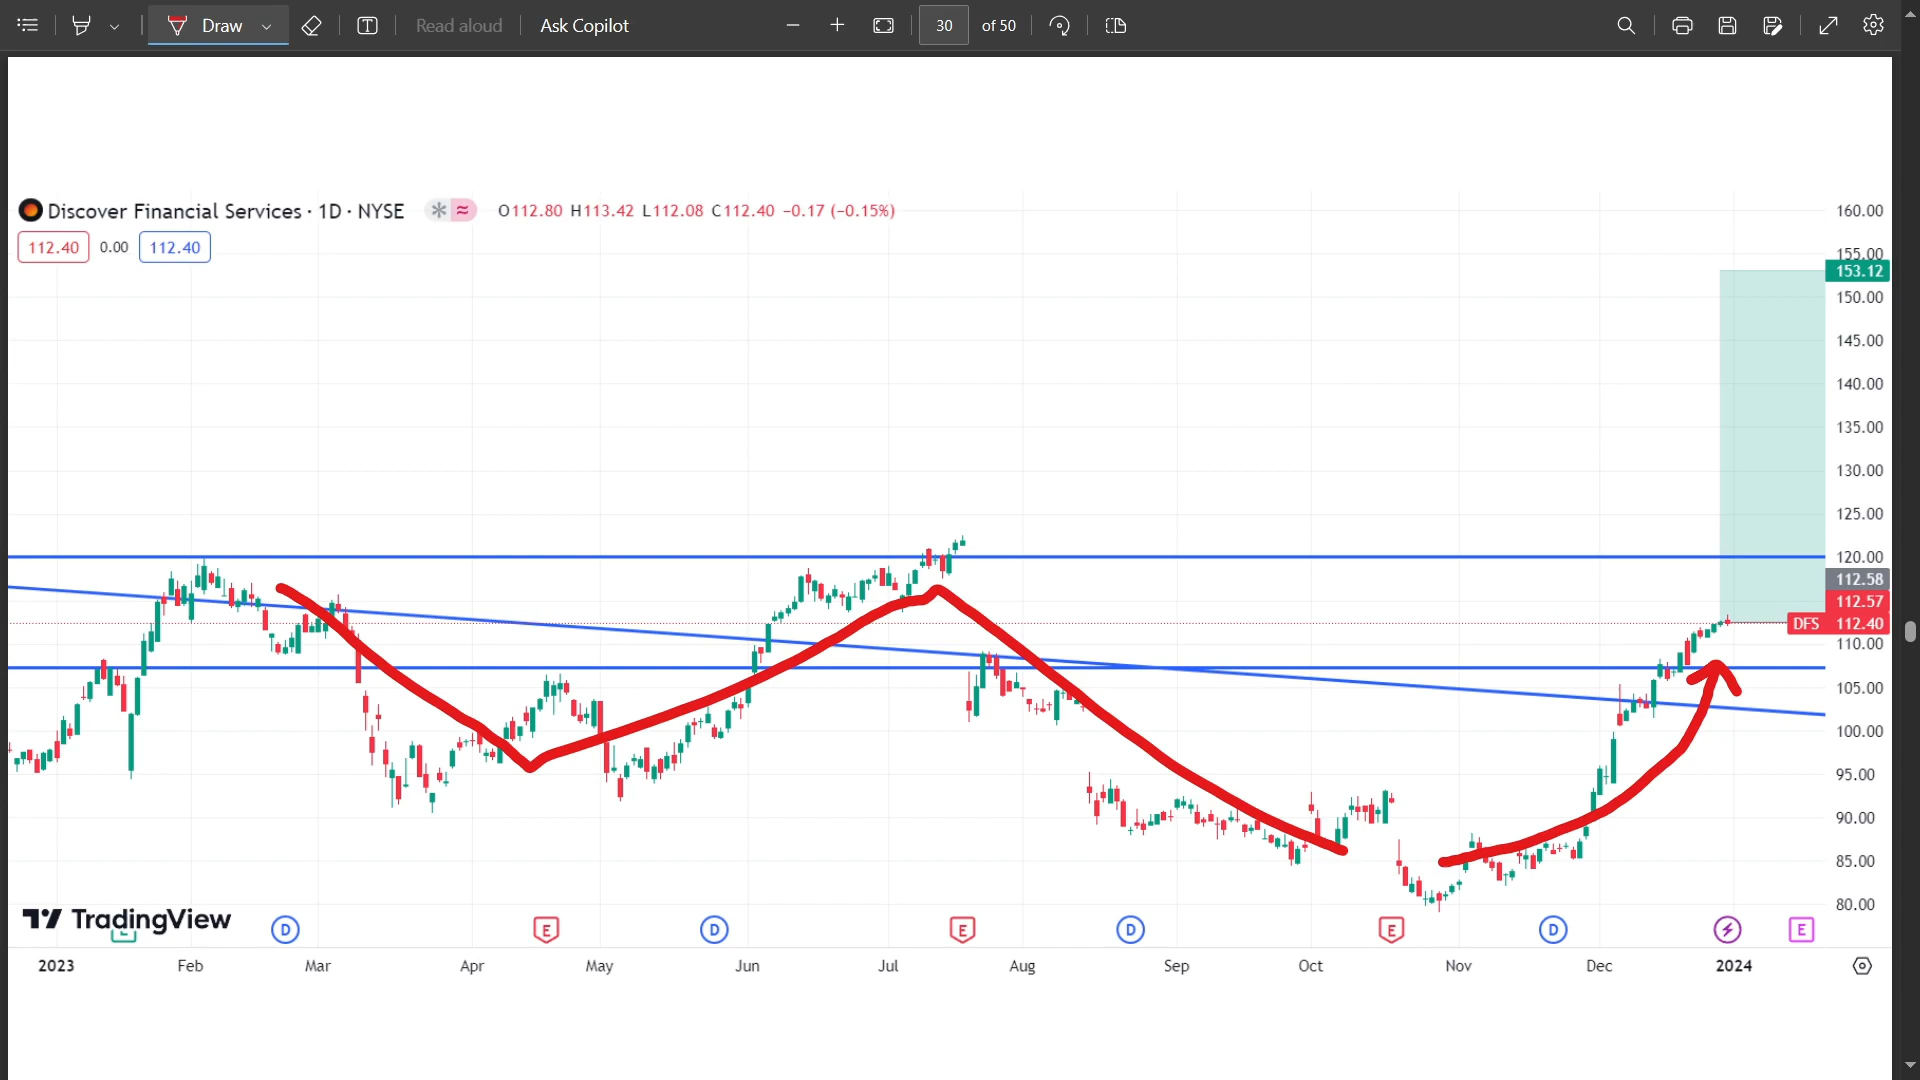 Draw
Read aloud
Ask Copilot
30 of 50
Discover Financial Services · 1D · NYSE
O112.80 H113.42 L112.08 C112.40 −0.17 (−0.15%)
112.40 0.00 112.40
160.00
155.00
153.12
150.00
145.00
140.00
135.00
130.00
125.00
120.00
112.58
112.57
DFS 112.40
110.00
105.00
100.00
95.00
90.00
85.00
80.00
TradingView
E D E D E D E D E
2023 Feb Mar Apr May Jun Jul Aug Sep Oct Nov Dec 2024